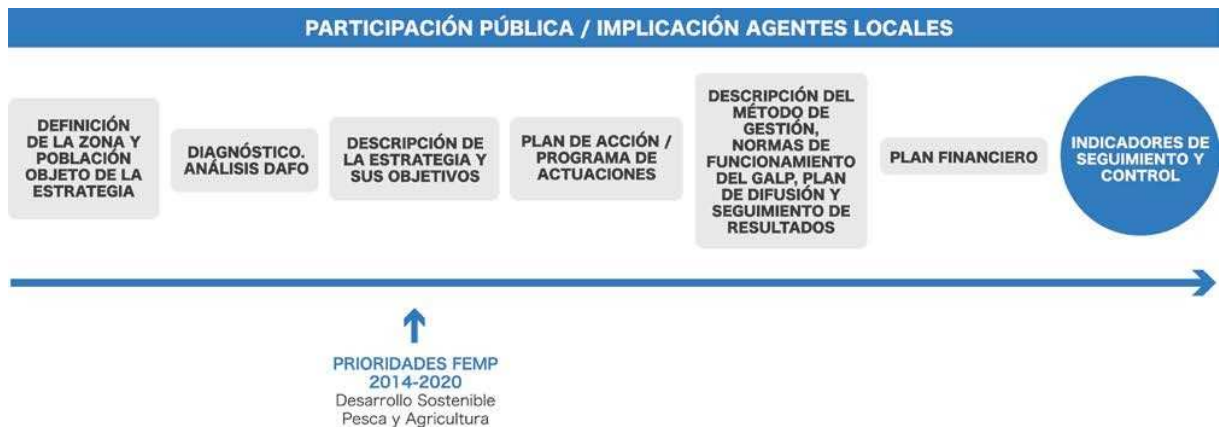 PARTICIPACIÓN PÚBLICA / IMPLICACIÓN AGENTES LOCALES
DEFINICIÓN
DE LA ZONA Y
POBLACIÓN
OBJETO DE LA
ESTRATEGIA
DIAGNÓSTICO.
ANÁLISIS DAFO
DESCRIPCIÓN DE
LA ESTRATEGIA Y
SUS OBJETIVOS
PLAN DE ACCIÓN /
PROGRAMA DE
ACTUACIONES
DESCRIPCIÓN DEL
MÉTODO DE
GESTIÓN,
NORMAS DE
FUNCIONAMIENTO
DEL GALP, PLAN
DE DIFUSIÓN Y
SEGUIMIENTO DE
RESULTADOS
PLAN FINANCIERO
INDICADORES DE
SEGUIMIENTO Y
CONTROL
PRIORIDADES FEMP
2014-2020
Desarrollo Sostenible
Pesca y Agricultura